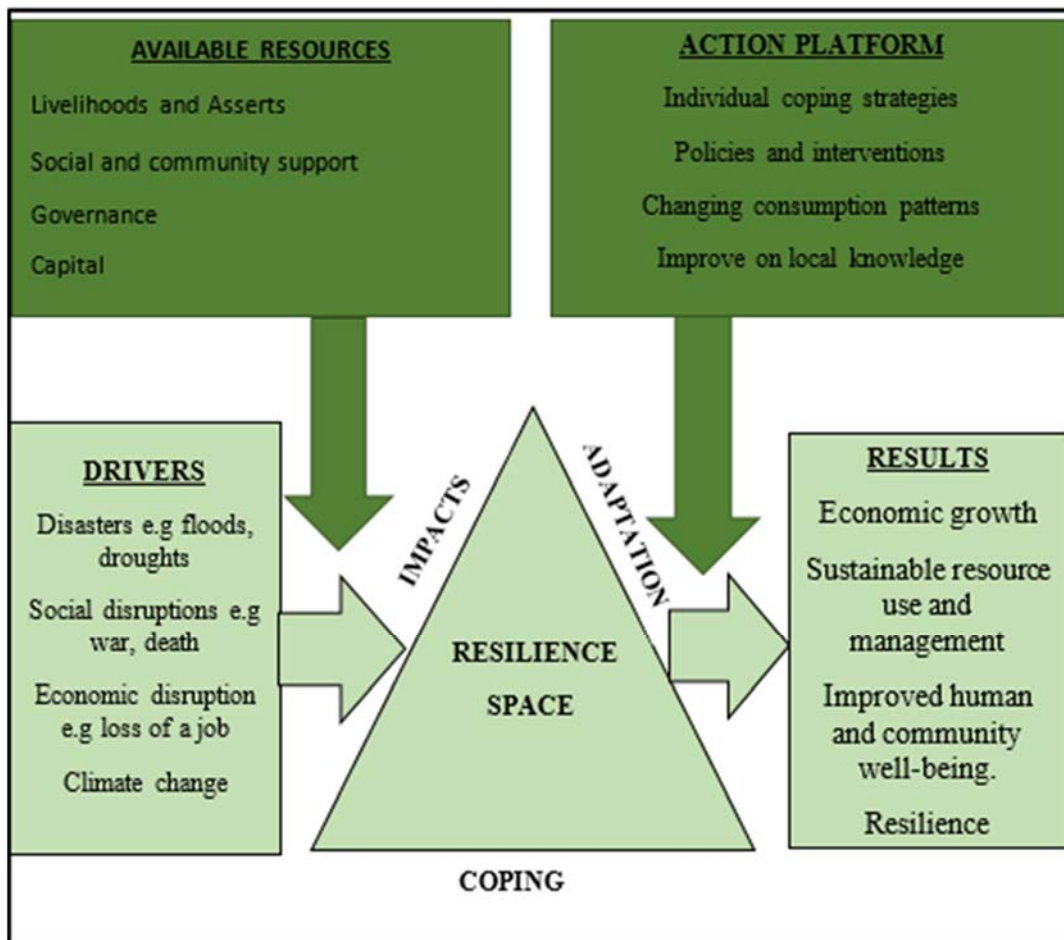 AVAILABLE RESOURCES
Livelihoods and Asserts
Social and community support
Governance
Capital
ACTION PLATFORM
Individual coping strategies
Policies and interventions
Changing consumption patterns
Improve on local knowledge
DRIVERS
Disasters e.g floods,
droughts
Social disruptions e.g
war, death
Economic disruption
e.g loss of a job
Climate change
IMPACTS
ADAPTATION
RESILIENCE
SPACE
COPING
RESULTS
Economic growth
Sustainable resource
use and
management
Improved human
and community
well-being.
Resilience